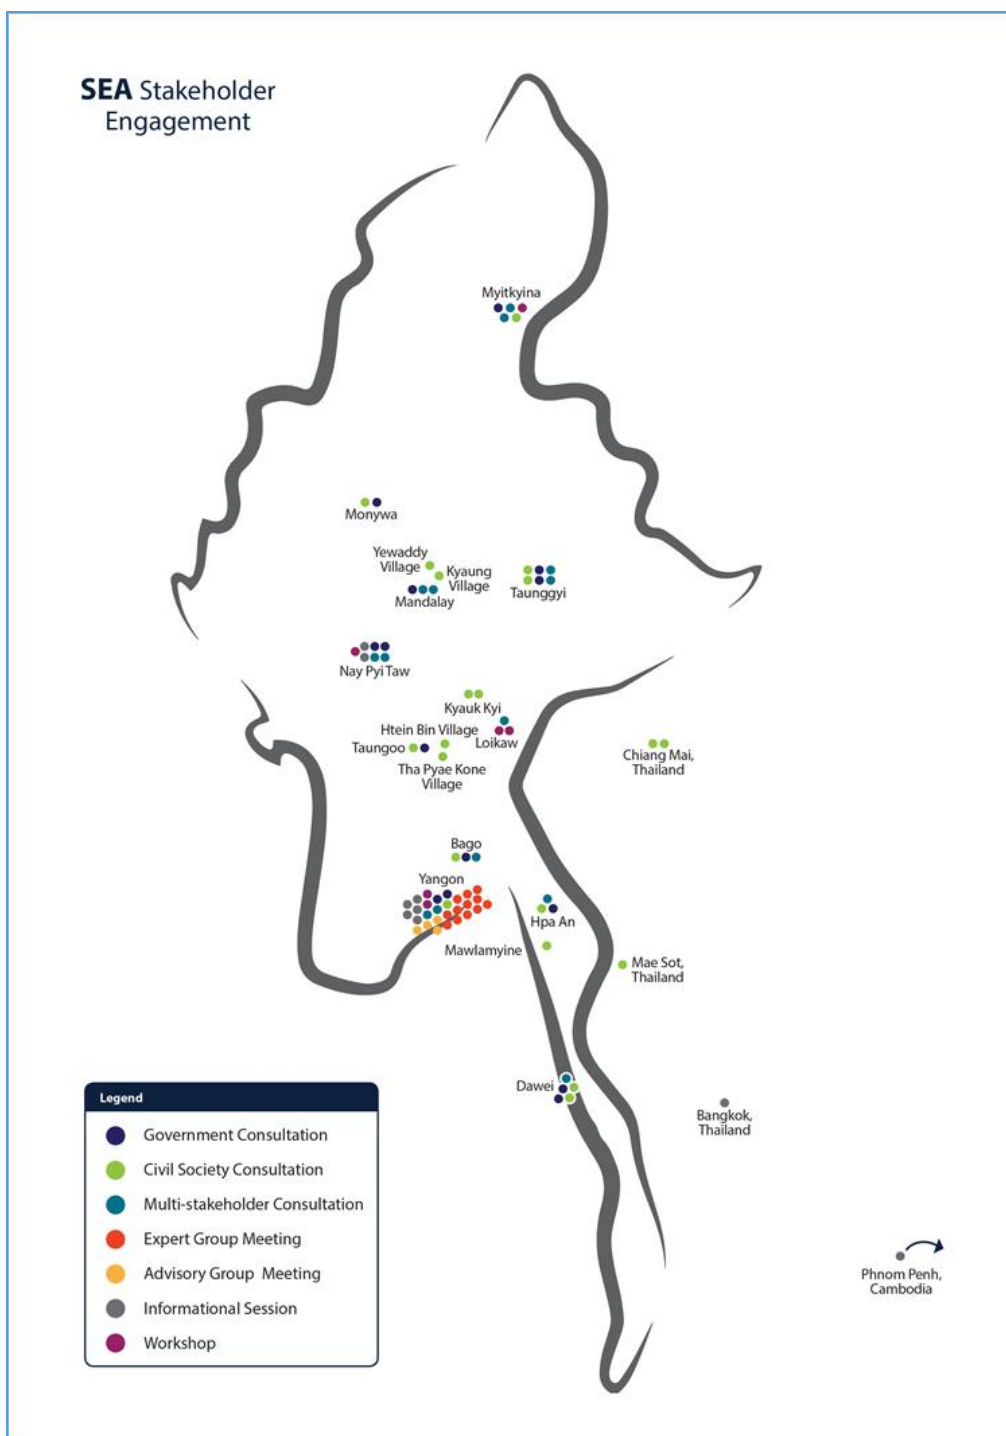 SEA Stakeholder
Engagement
Myitkyina
Monywa
Yewaddy
Village
Kyaung
Village
Mandalay
Taunggyi
Nay Pyi Taw
Kyauk Kyi
Htein Bin Village
Loikaw
Taungoo
Tha Pyae Kone
Village
Chiang Mai,
Thailand
Bago
Yangon
Hpa An
Mawlamyine
Mae Sot,
Thailand
Dawei
Bangkok,
Thailand
Phnom Penh,
Cambodia
Legend
Government Consultation
Civil Society Consultation
Multi-stakeholder Consultation
Expert Group Meeting
Advisory Group Meeting
Informational Session
Workshop